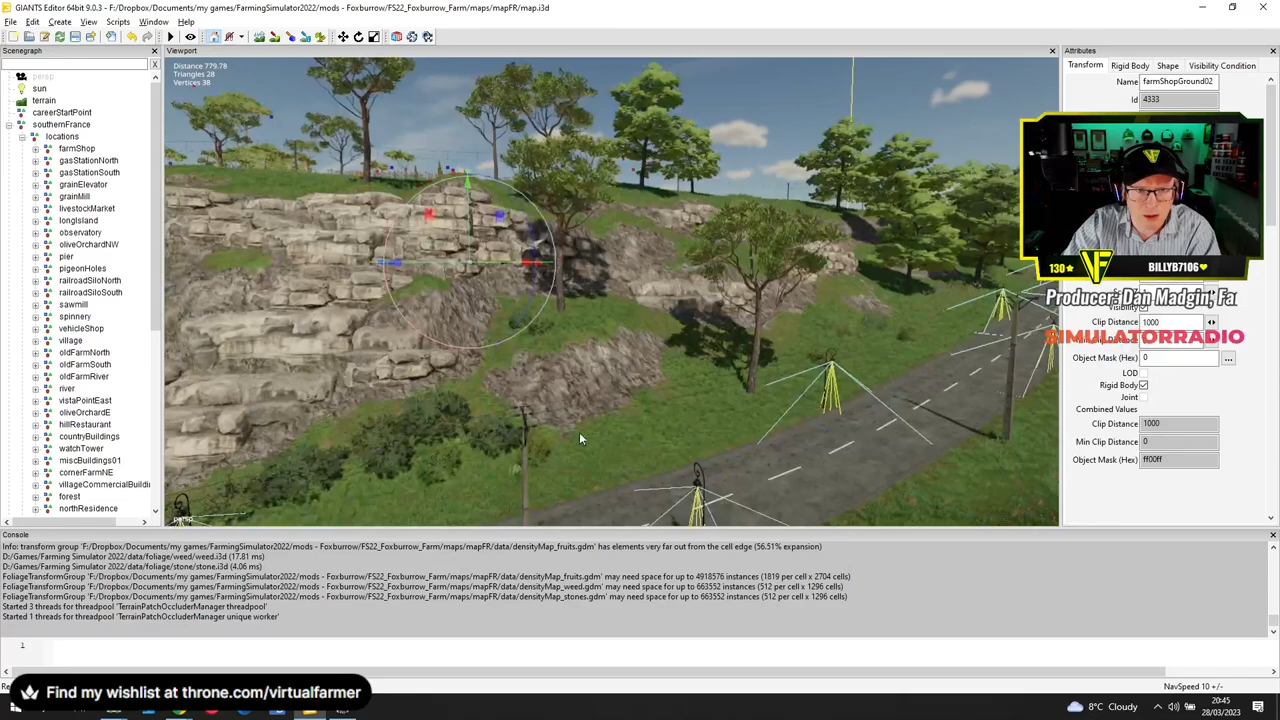 GIANTS Editor 64bit v9.0.3 - F:/Dropbox/Documents/my games/FarmingSimulator2022/mods - Foxburrow/FS22_Foxburrow_Farm/maps/mapFR/map.i3d
File Edit Create View Scripts Window Help
Scenegraph
X
persp
sun
terrain
careerStartPoint
southernFrance
locations
farmShop
gasStationNorth
gasStationSouth
grainElevator
grainMill
livestockMarket
longIsland
observatory
oliveOrchardNW
pier
pigeonHoles
railroadSiloNorth
railroadSiloSouth
sawmill
spinnery
vehicleShop
village
oldFarmNorth
oldFarmSouth
oldFarmRiver
river
vistaPointEast
oliveOrchardE
hillRestaurant
countryBuildings
watchTower
miscBuildings01
cornerFarmNE
villageCommercialBuildi
forest
northResidence
Viewport
Distance 779.78
Triangles 28
Vertices 38
persp
Attributes
Transform Rigid Body Shape Visibility Condition
Name farmShopGround02
Id 4333
VF
130 BILLYB7106
Producer: Dan Madgin, Fa
SIMULATORRADIO
Visibility
Clip Distance 1000
Object Mask (Hex) 0 ...
LOD
Rigid Body
Joint
Combined Values
Clip Distance 1000
Min Clip Distance 0
Object Mask (Hex) ff00ff
Console
Info: transform group 'F:/Dropbox/Documents/my games/FarmingSimulator2022/mods - Foxburrow/FS22_Foxburrow_Farm/maps/mapFR/data/densityMap_fruits.gdm' has elements very far out from the cell edge (56.51% expansion)
D:/Games/Farming Simulator 2022/data/foliage/weed/weed.i3d (17.81 ms)
D:/Games/Farming Simulator 2022/data/foliage/stone/stone.i3d (4.06 ms)
FoliageTransformGroup 'F:/Dropbox/Documents/my games/FarmingSimulator2022/mods - Foxburrow/FS22_Foxburrow_Farm/maps/mapFR/data/densityMap_fruits.gdm' may need space for up to 4918576 instances (1819 per cell x 2704 cells)
FoliageTransformGroup 'F:/Dropbox/Documents/my games/FarmingSimulator2022/mods - Foxburrow/FS22_Foxburrow_Farm/maps/mapFR/data/densityMap_weed.gdm' may need space for up to 663552 instances (512 per cell x 1296 cells)
FoliageTransformGroup 'F:/Dropbox/Documents/my games/FarmingSimulator2022/mods - Foxburrow/FS22_Foxburrow_Farm/maps/mapFR/data/densityMap_stones.gdm' may need space for up to 663552 instances (512 per cell x 1296 cells)
Started 3 threads for threadpool 'TerrainPatchOccluderManager threadpool'
Started 1 threads for threadpool 'TerrainPatchOccluderManager unique worker'
1
Re
NavSpeed 10 +/-
Find my wishlist at throne.com/virtualfarmer
8°C Cloudy
20:45
28/03/2023